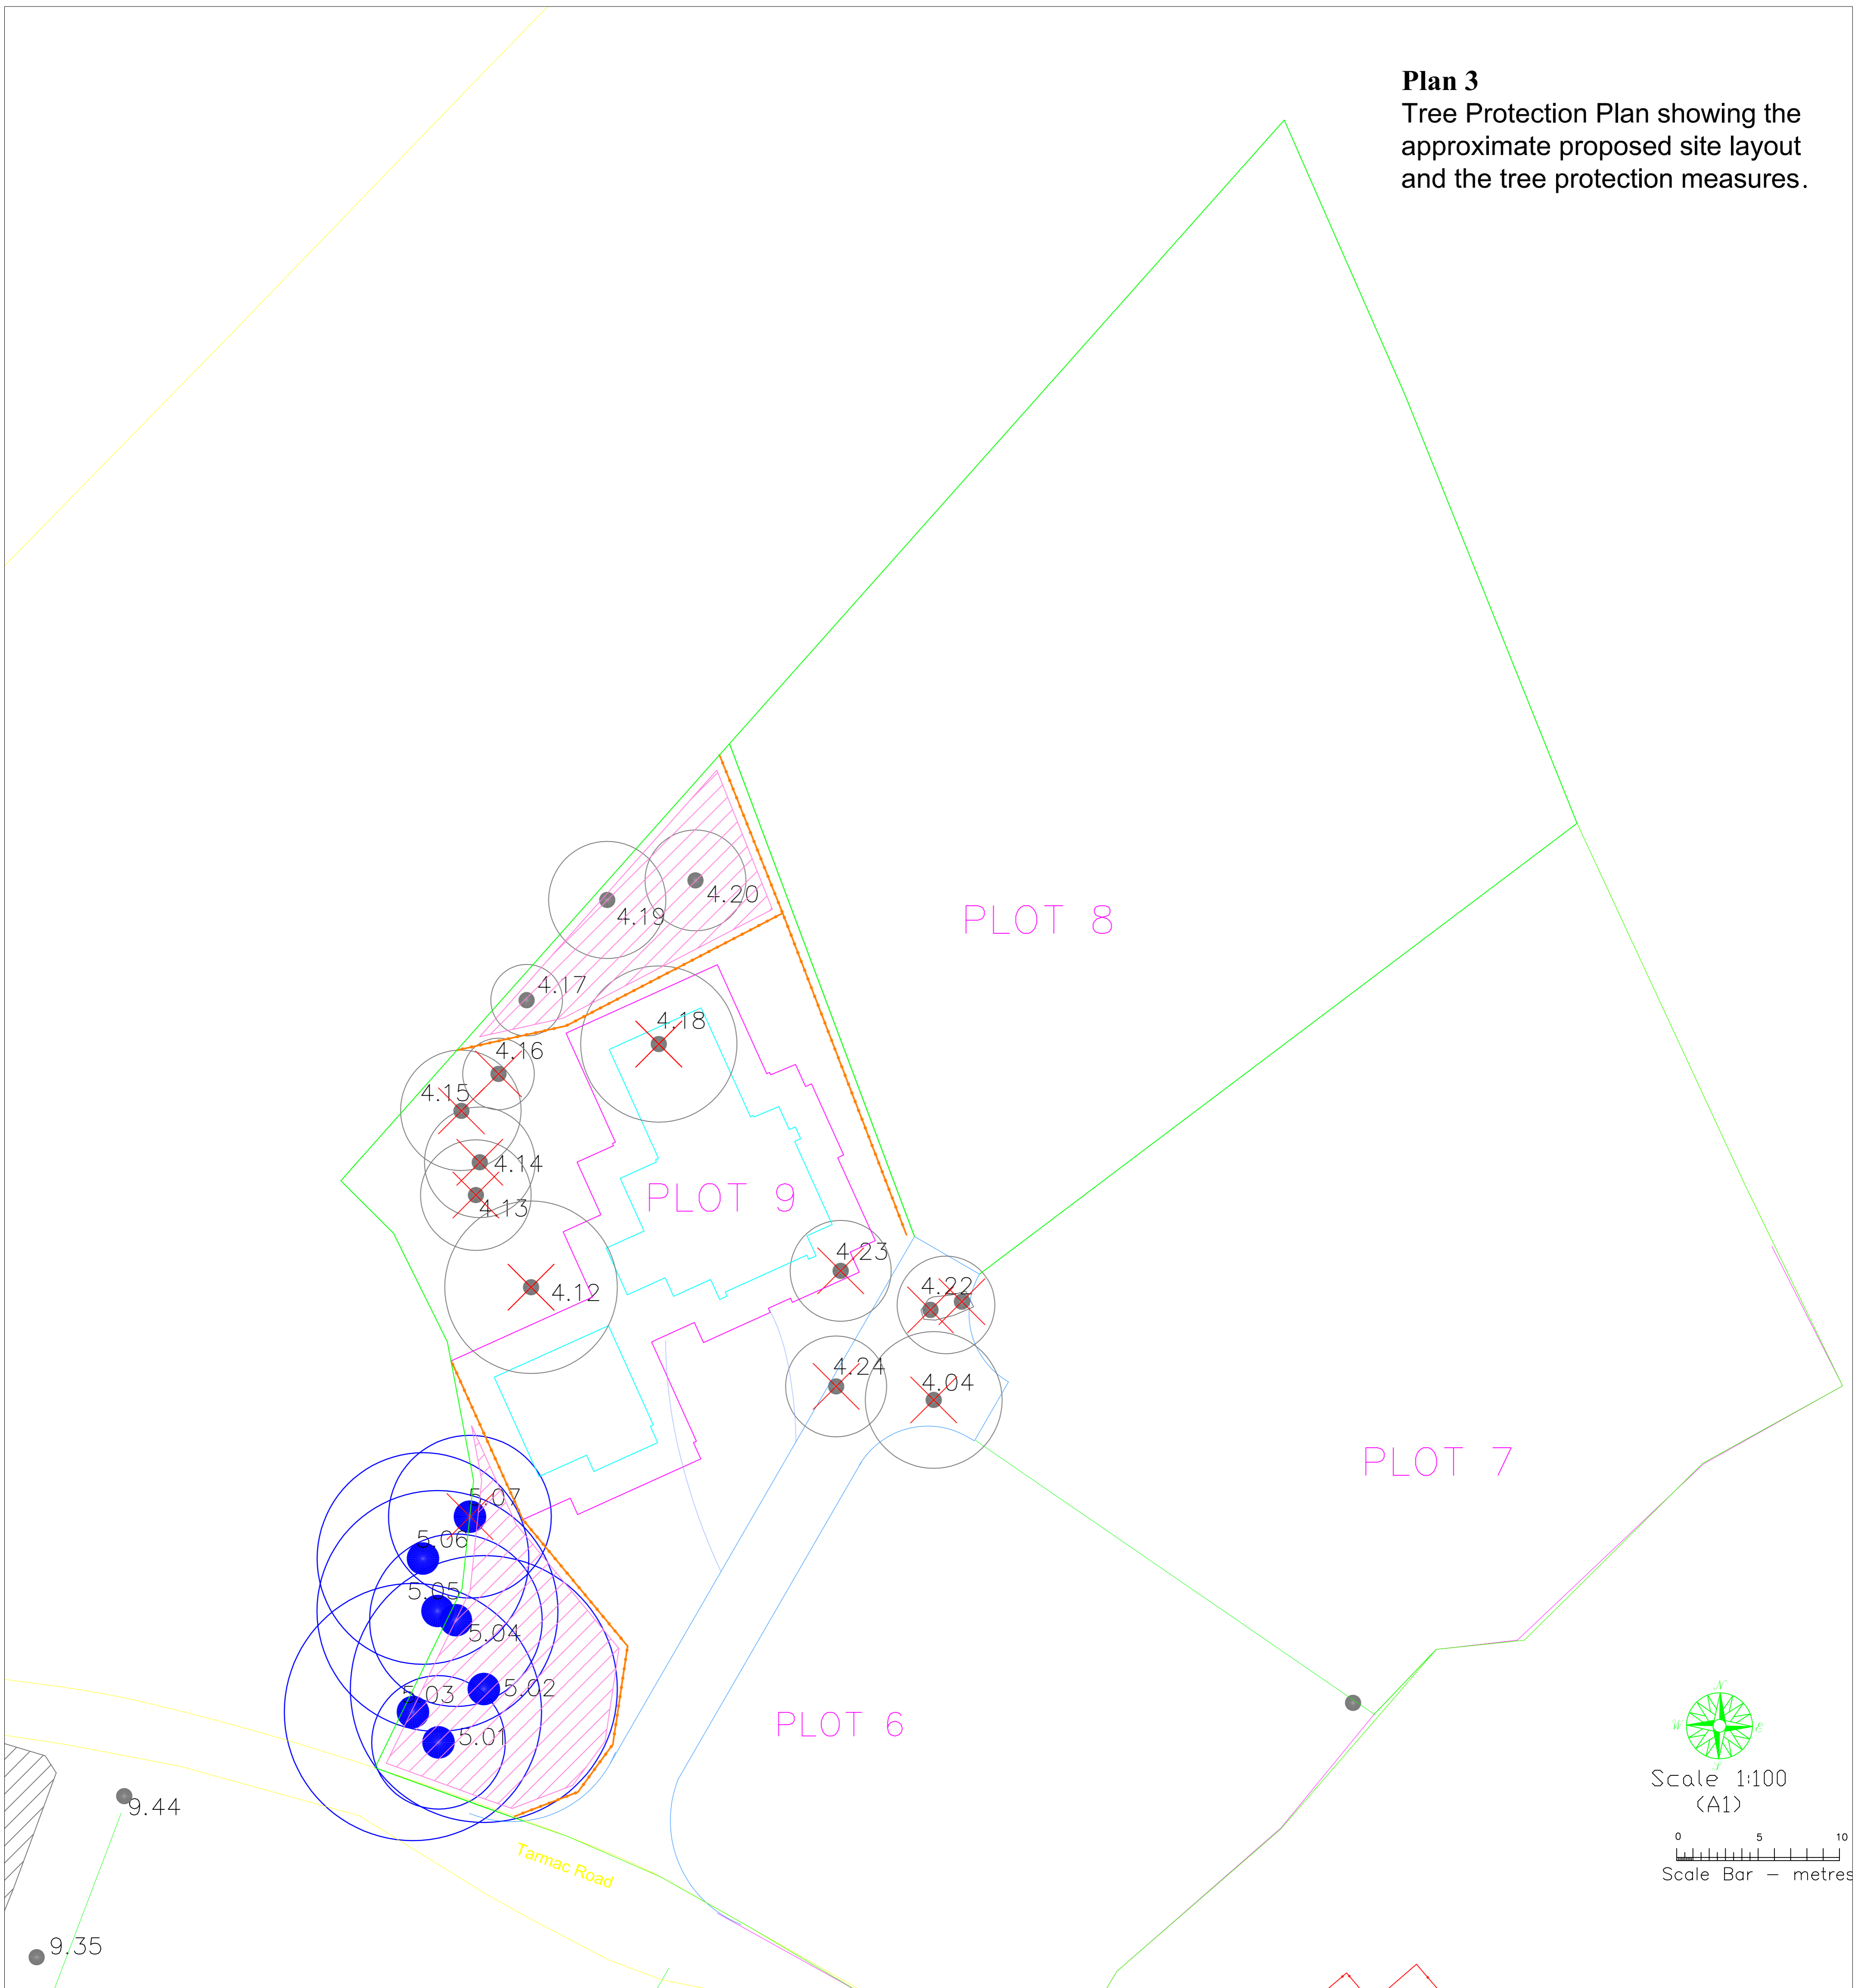 Plan 3
Tree Protection Plan showing the
approximate proposed site layout
and the tree protection measures.
4.20
4.19
PLOT 8
4.17
4.18
4.16
4.15
4.14
PLOT 9
4.13
4.23
4.22
4.12
4.24
4.04
PLOT 7
5.07
5.06
5.05
5.04
5.02
5.03
5.01
PLOT 6
N
W
E
S
Scale 1:100
(A1)
0 5 10
Scale Bar - metres
9.44
Tarmac Road
9.35